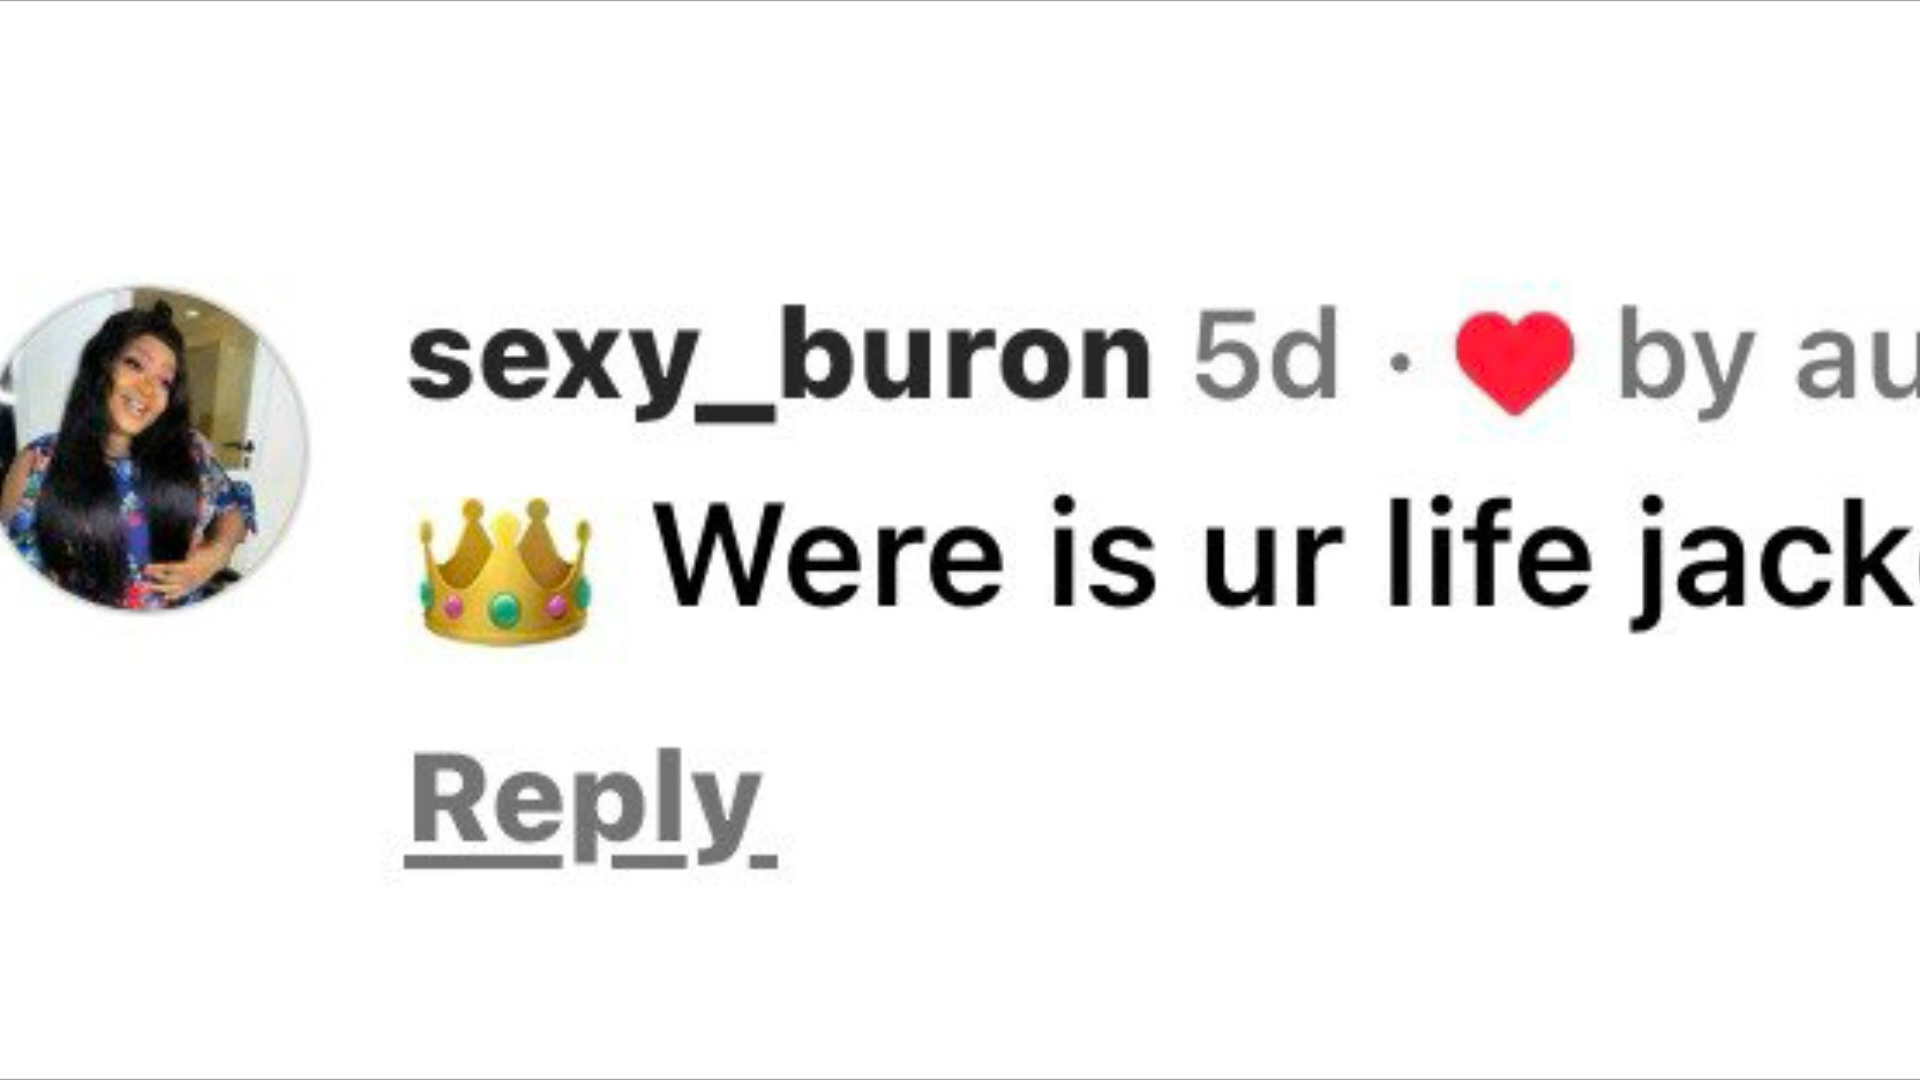 sexy_buron 5d · ❤️ by au
👑 Were is ur life jack
Reply